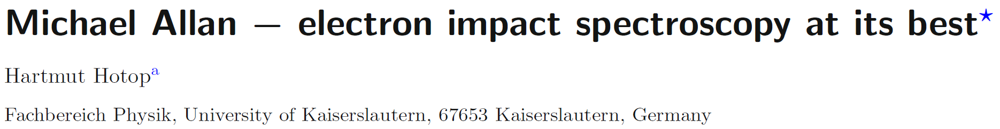 Michael Allan — electron impact spectroscopy at its best⋆
Hartmut Hotopᵃ
Fachbereich Physik, University of Kaiserslautern, 67653 Kaiserslautern, Germany